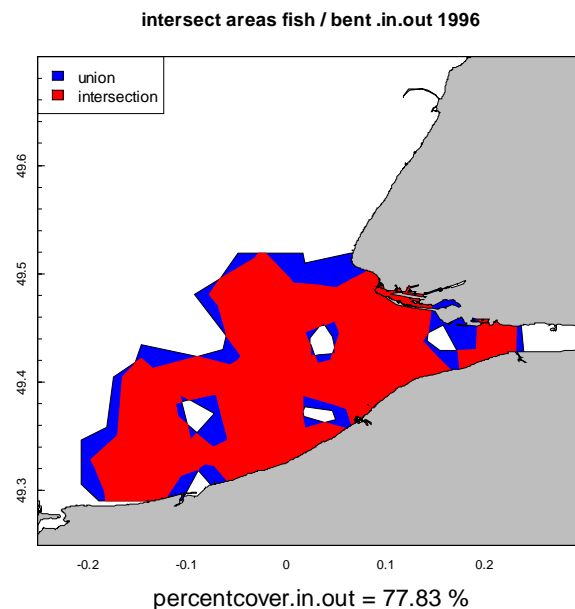 intersect areas fish / bent .in.out 1996
union
intersection
49.6
49.5
49.4
49.3
-0.2 -0.1 0 0.1 0.2
percentcover.in.out = 77.83 %